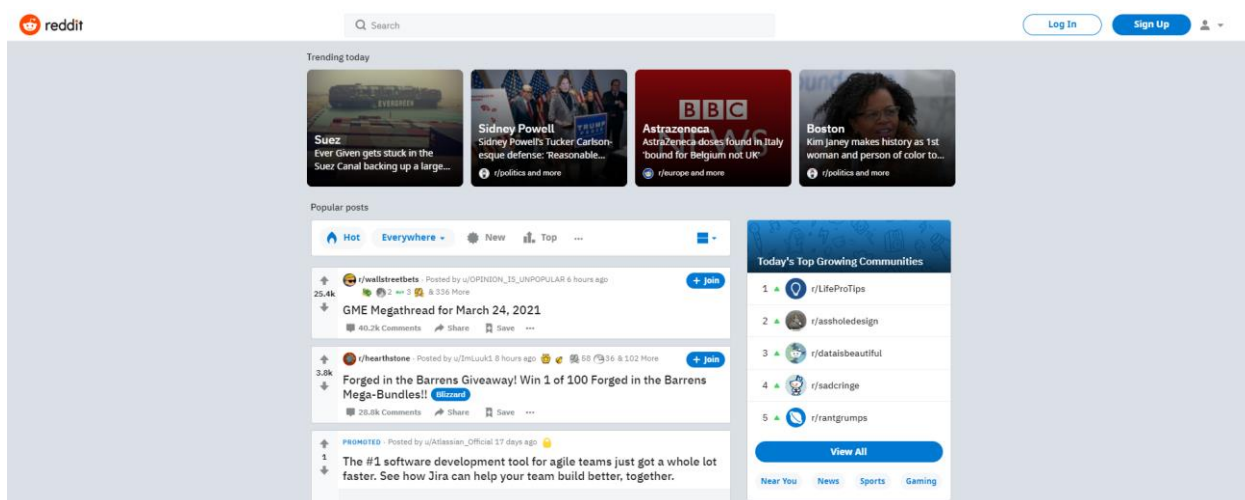 reddit
Search
Log In
Sign Up
Trending today
EVERGREEN
Suez
Ever Given gets stuck in the
Suez Canal backing up a large...
TRUMP
Sidney Powell
Sidney Powell's Tucker Carlson-
esque defense: 'Reasonable...
r/politics and more
BBC
NEWS
Astrazeneca
AstraZeneca doses found in Italy
'bound for Belgium not UK'
r/europe and more
Boston
Kim Janey makes history as 1st
woman and person of color to...
r/politics and more
Popular posts
Hot
Everywhere
New
Top
...
r/wallstreetbets · Posted by u/OPINION_IS_UNPOPULAR 6 hours ago
2 3 & 336 More
+ Join
25.4k
GME Megathread for March 24, 2021
40.2k Comments Share Save ...
r/hearthstone · Posted by u/ImLuuk1 8 hours ago 58 36 & 102 More
+ Join
3.8k
Forged in the Barrens Giveaway! Win 1 of 100 Forged in the Barrens
Mega-Bundles!! Blizzard
28.8k Comments Share Save ...
PROMOTED · Posted by u/Atlassian_Official 17 days ago
1
The #1 software development tool for agile teams just got a whole lot
faster. See how Jira can help your team build better, together.
Today's Top Growing Communities
1 r/LifeProTips
2 r/assholedesign
3 r/dataisbeautiful
4 r/sadcringe
5 r/rantgrumps
View All
Near You News Sports Gaming